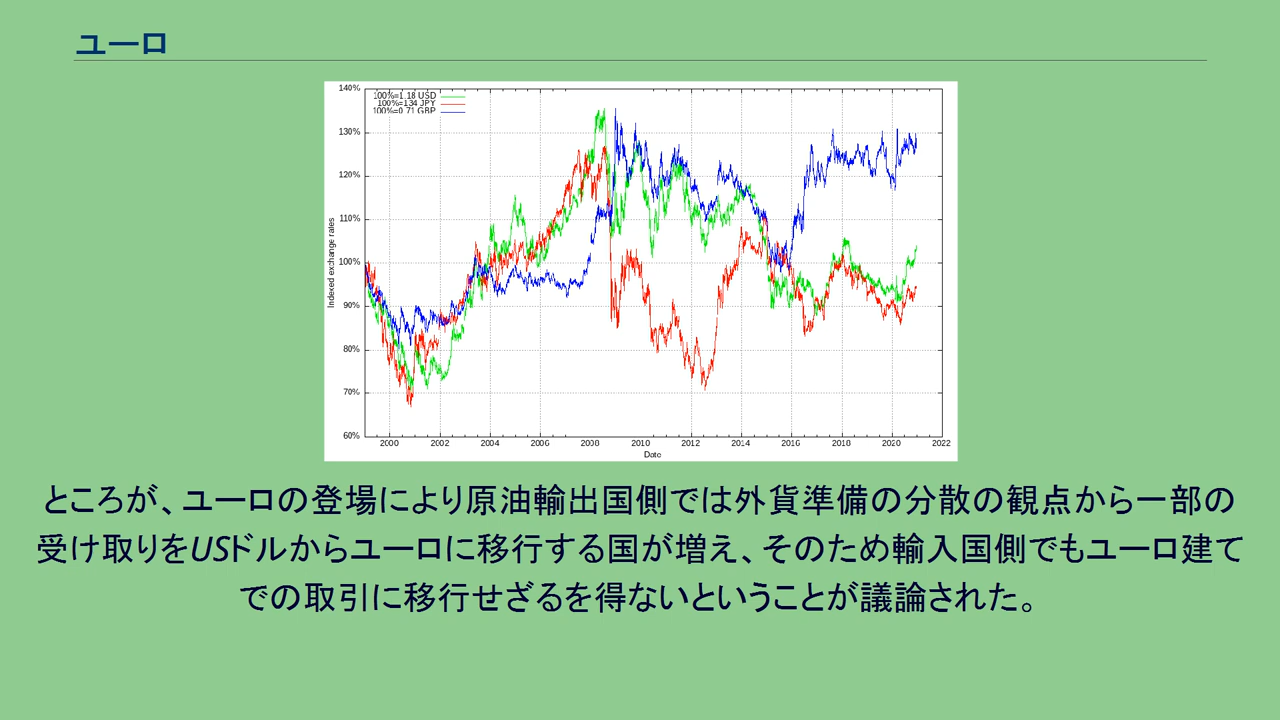 ユーロ
140%
130%
120%
110%
100%
90%
80%
70%
60%
100%=1.18 USD
100%=134 JPY
100%=0.71 GBP
Indexed exchange rates
2000 2002 2004 2006 2008 2010 2012 2014 2016 2018 2020 2022
Date
ところが、ユーロの登場により原油輸出国側では外貨準備の分散の観点から一部の
受け取りをUSドルからユーロに移行する国が増え、そのため輸入国側でもユーロ建て
での取引に移行せざるを得ないということが議論された。